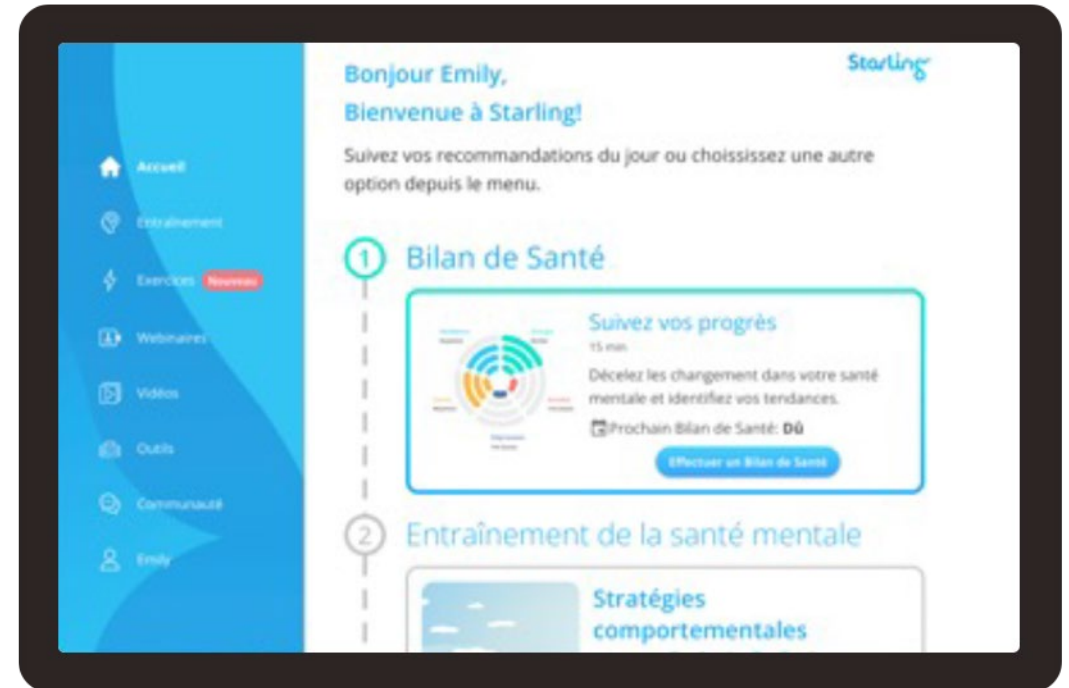 Starling
Bonjour Emily,
Bienvenue à Starling!
Suivez vos recommandations du jour ou choississez une autre
option depuis le menu.
Accueil
Entraînement
Exercices Nouveau
Webinaires
Vidéos
Outils
Communauté
Emily
1 Bilan de Santé
Suivez vos progrès
15 min
Décelez les changement dans votre santé
mentale et identifiez vos tendances.
Prochain Bilan de Santé: Dû
Effectuer un Bilan de Santé
2 Entraînement de la santé mentale
Stratégies
comportementales